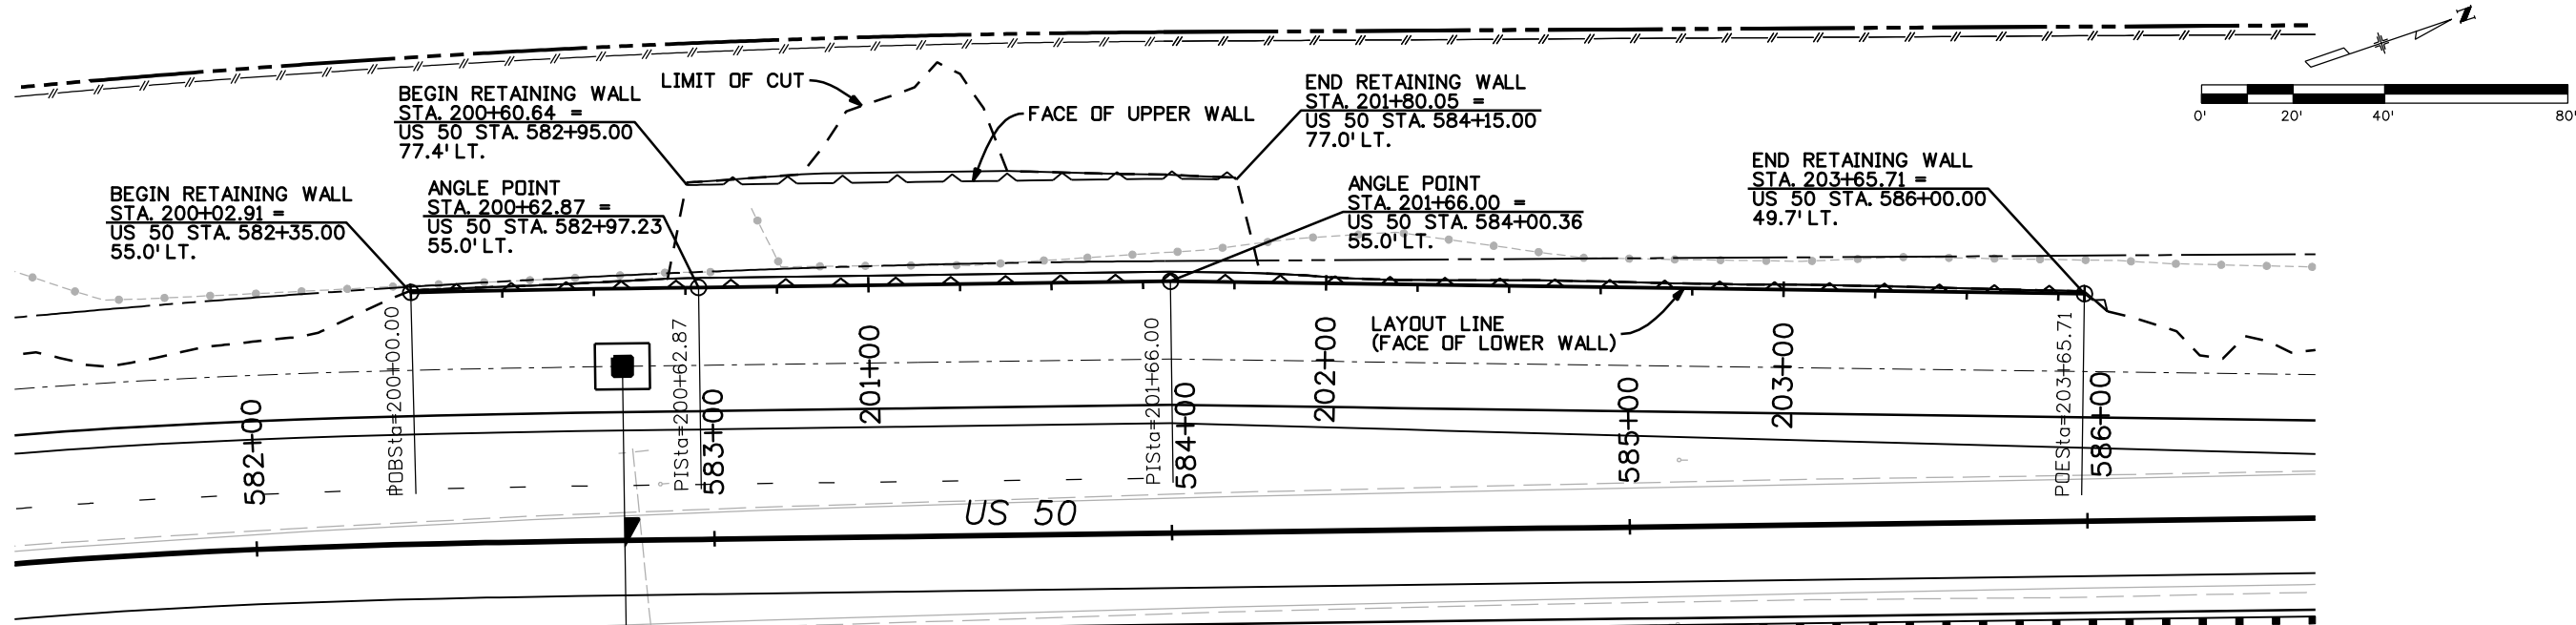 N
0' 20' 40' 80'
LIMIT OF CUT
BEGIN RETAINING WALL
STA. 200+60.64 =
US 50 STA. 582+95.00
77.4' LT.
FACE OF UPPER WALL
END RETAINING WALL
STA. 201+80.05 =
US 50 STA. 584+15.00
77.0' LT.
BEGIN RETAINING WALL
STA. 200+02.91 =
US 50 STA. 582+35.00
55.0' LT.
ANGLE POINT
STA. 200+62.87 =
US 50 STA. 582+97.23
55.0' LT.
ANGLE POINT
STA. 201+66.00 =
US 50 STA. 584+00.36
55.0' LT.
END RETAINING WALL
STA. 203+65.71 =
US 50 STA. 586+00.00
49.7' LT.
LAYOUT LINE
(FACE OF LOWER WALL)
POBSta=200+00.00
PISta=200+62.87
201+00
PISta=201+66.00
202+00
203+00
POESta=203+65.71
582+00
583+00
584+00
585+00
586+00
US 50